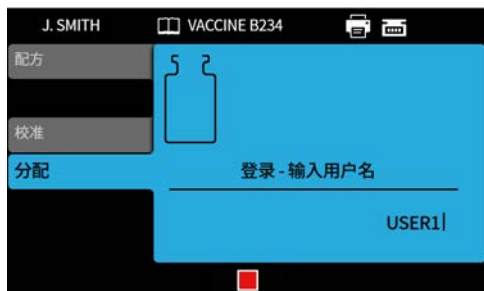 J. SMITH
VACCINE B234
配方
校准
分配
登录 - 输入用户名
USER1